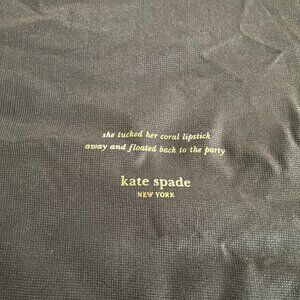 she tucked her coral lipstick
away and floated back to the party
kate spade
NEW YORK